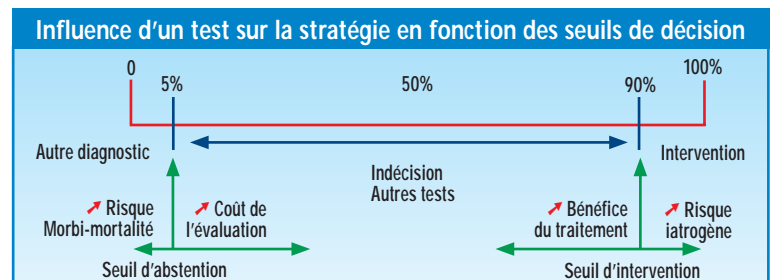 Influence d'un test sur la stratégie en fonction des seuils de décision
0
5%
50%
90%
100%
Autre diagnostic
Indécision
Autres tests
Intervention
Risque
Morbi-mortalité
Coût de
l'évaluation
Bénéfice
du traitement
Risque
iatrogène
Seuil d'abstention
Seuil d'intervention